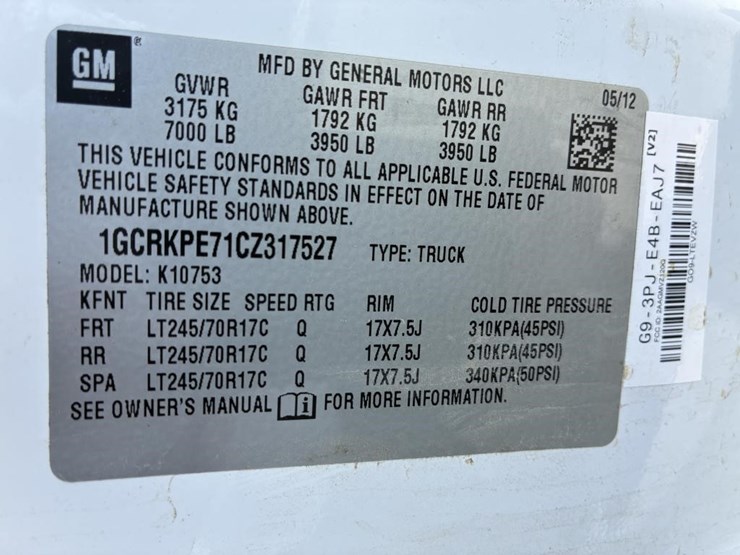 GM
®
MFD BY GENERAL MOTORS LLC
05/12
GVWR GAWR FRT GAWR RR
3175 KG 1792 KG 1792 KG
7000 LB 3950 LB 3950 LB
THIS VEHICLE CONFORMS TO ALL APPLICABLE U.S. FEDERAL MOTOR
VEHICLE SAFETY STANDARDS IN EFFECT ON THE DATE OF
MANUFACTURE SHOWN ABOVE.
1GCRKPE71CZ317527 TYPE: TRUCK
MODEL: K10753
KFNT TIRE SIZE SPEED RTG RIM COLD TIRE PRESSURE
FRT LT245/70R17C Q 17X7.5J 310KPA(45PSI)
RR LT245/70R17C Q 17X7.5J 310KPA(45PSI)
SPA LT245/70R17C Q 17X7.5J 340KPA(50PSI)
SEE OWNER'S MANUAL i FOR MORE INFORMATION.
G9-3PJ-E4B-EAJ7 [V2]